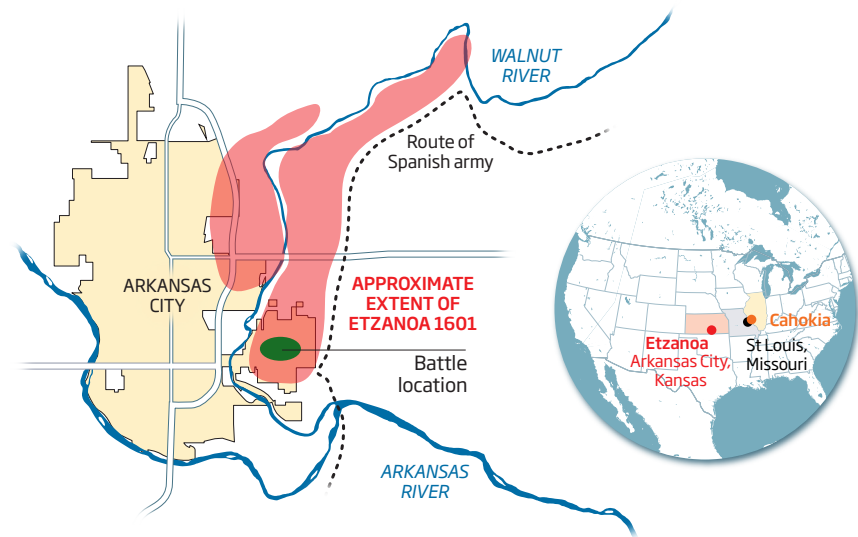 WALNUT
RIVER
Route of
Spanish army
ARKANSAS
CITY
APPROXIMATE
EXTENT OF
ETZANOA 1601
Battle
location
ARKANSAS
RIVER
Cahokia
Etzanoa
Arkansas City,
Kansas
St Louis,
Missouri